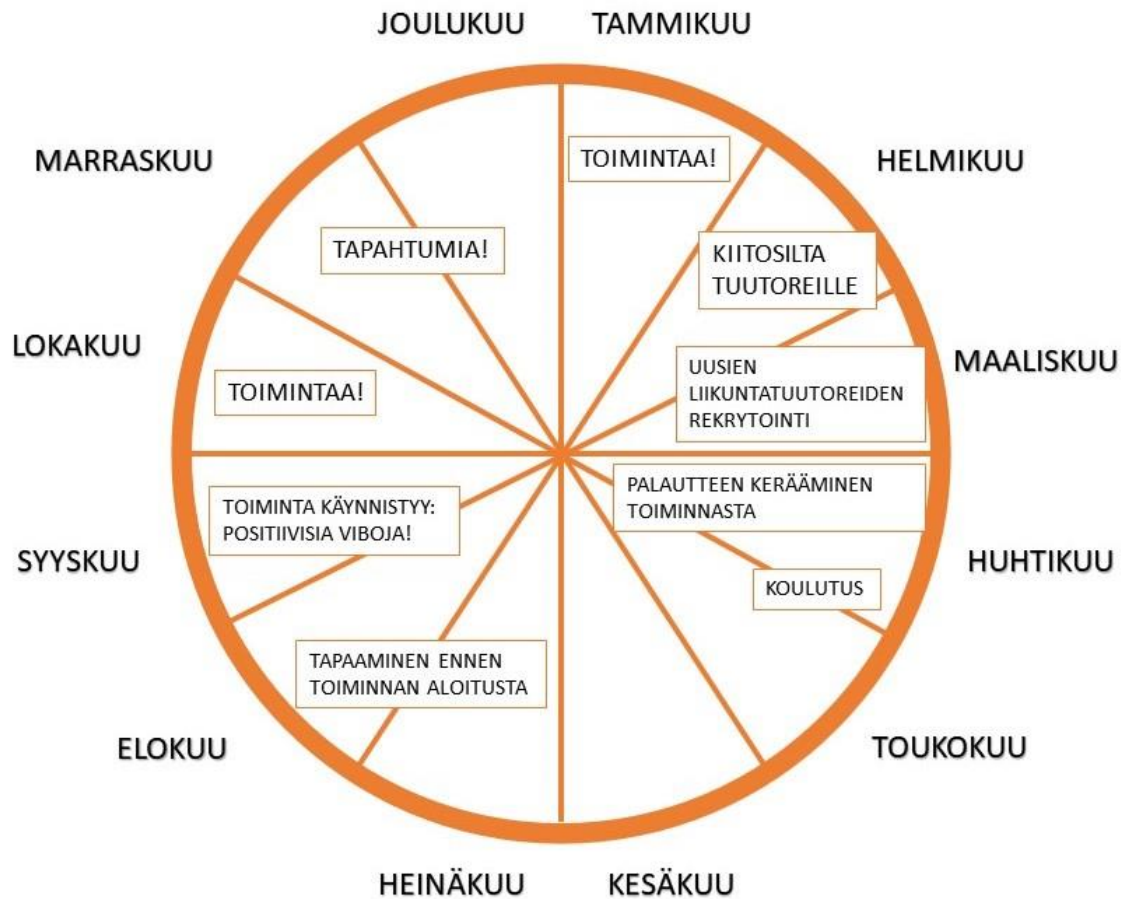 JOULUKUU
TAMMIKUU
MARRASKUU
HELMIKUU
TOIMINTAA!
TAPAHTUMIA!
KIITOSILTA
TUUTOREILLE
LOKAKUU
MAALISKUU
TOIMINTAA!
UUSIEN
LIIKUNTATUUTOREIDEN
REKRYTOINTI
TOIMINTA KÄYNNISTYY:
POSITIIVISIA VIBOJA!
PALAUTTEEN KERÄÄMINEN
TOIMINNASTA
SYYSKUU
HUHTIKUU
KOULUTUS
TAPAAMINEN ENNEN
TOIMINNAN ALOITUSTA
ELOKUU
TOUKOKUU
HEINÄKUU
KESÄKUU